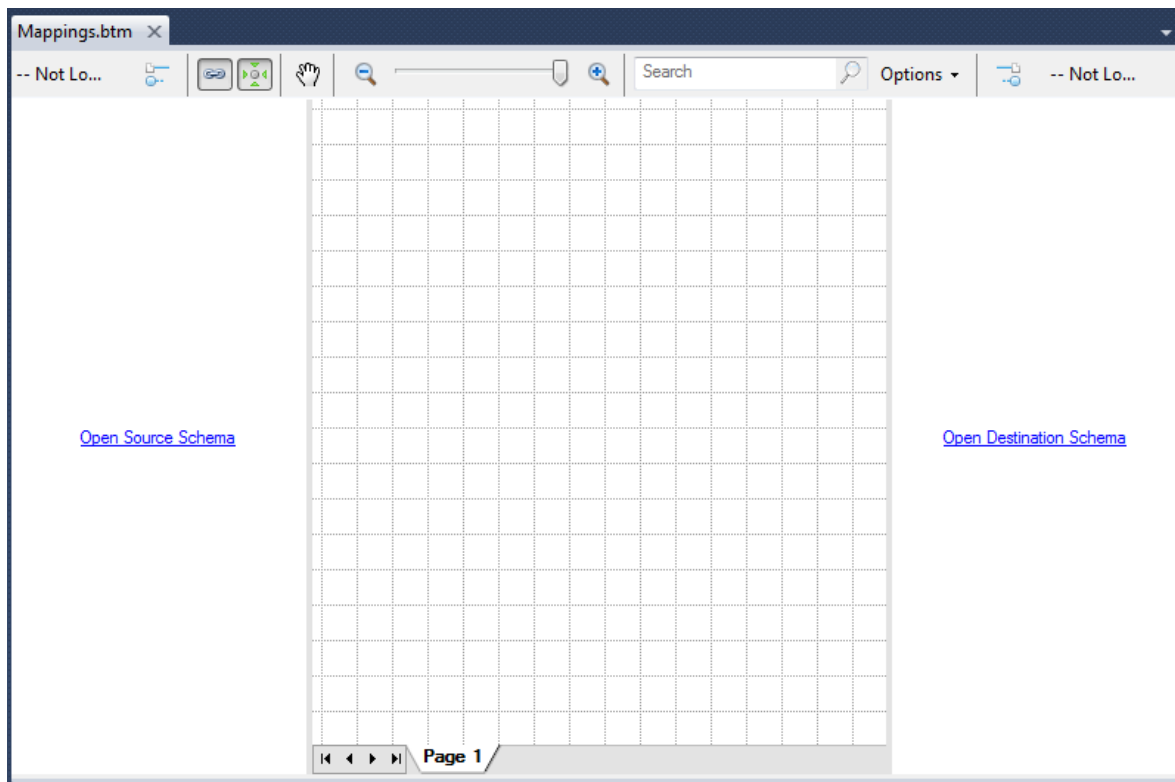 Mappings.btm
-- Not Lo... Search Options -- Not Lo...
Open Source Schema Open Destination Schema
Page 1